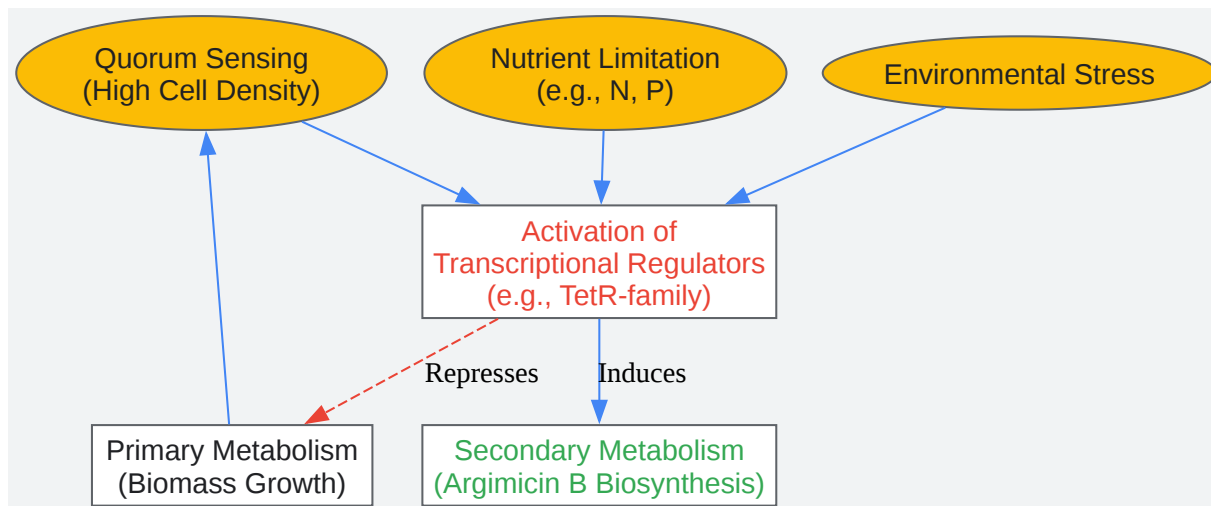 Quorum Sensing
(High Cell Density)
Nutrient Limitation
(e.g., N, P)
Environmental Stress
Activation of
Transcriptional Regulators
(e.g., TetR-family)
Represses
Induces
Primary Metabolism
(Biomass Growth)
Secondary Metabolism
(Argimicin B Biosynthesis)